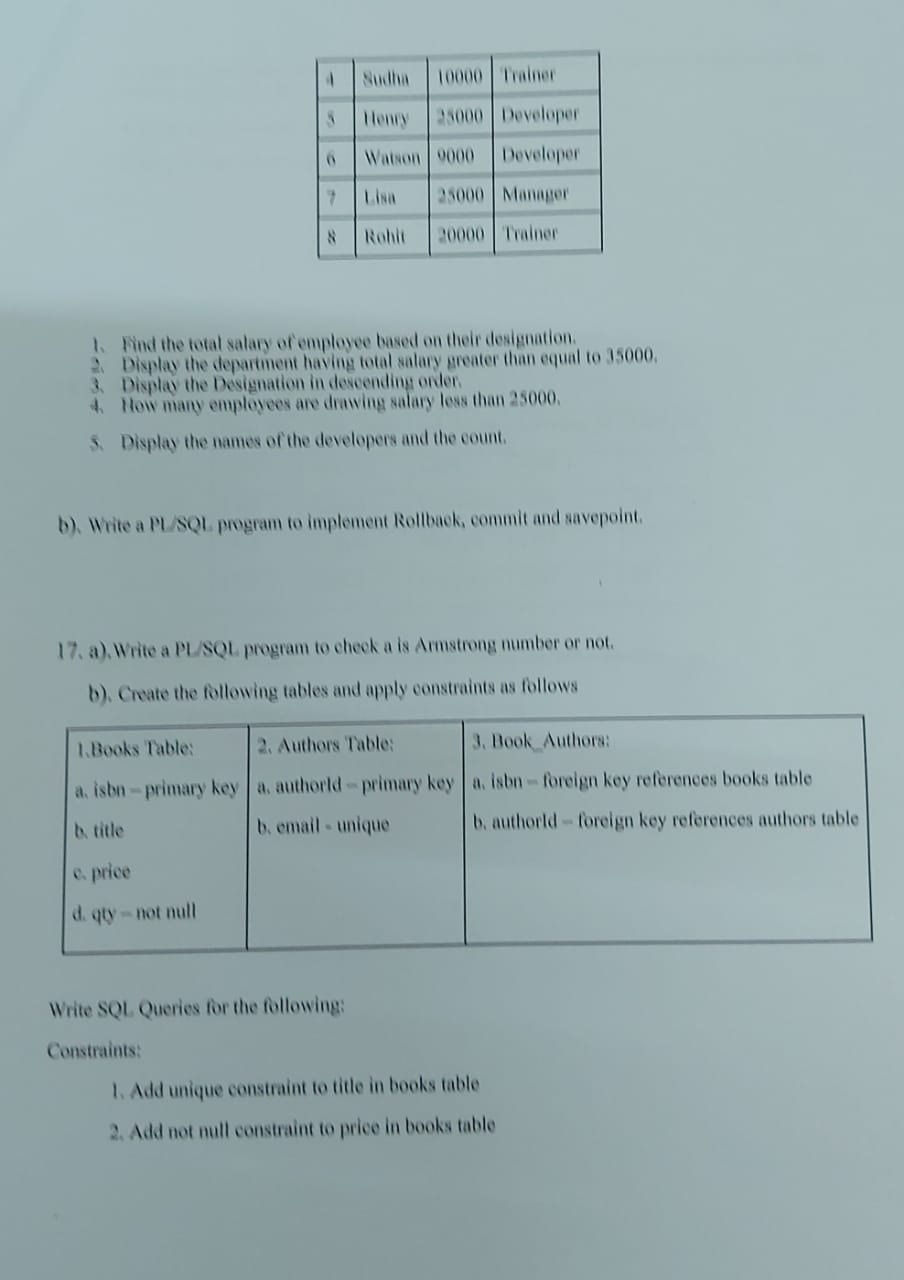 4 Sudha 10000 Trainer
5 Henry 25000 Developer
6 Watson 9000 Developer
7 Lisa 25000 Manager
8 Rohit 20000 Trainer
1. Find the total salary of employee based on their designation.
2. Display the department having total salary greater than equal to 35000.
3. Display the Designation in descending order.
4. How many employees are drawing salary less than 25000.
5. Display the names of the developers and the count.
b). Write a PL/SQL program to implement Rollback, commit and savepoint.
17. a).Write a PL/SQL program to check a is Armstrong number or not.
b). Create the following tables and apply constraints as follows
1.Books Table:
a. isbn – primary key
b. title
c. price
d. qty – not null
2. Authors Table:
a. authorId – primary key
b. email - unique
3. Book_Authors:
a. isbn – foreign key references books table
b. authorId – foreign key references authors table
Write SQL Queries for the following:
Constraints:
1. Add unique constraint to title in books table
2. Add not null constraint to price in books table